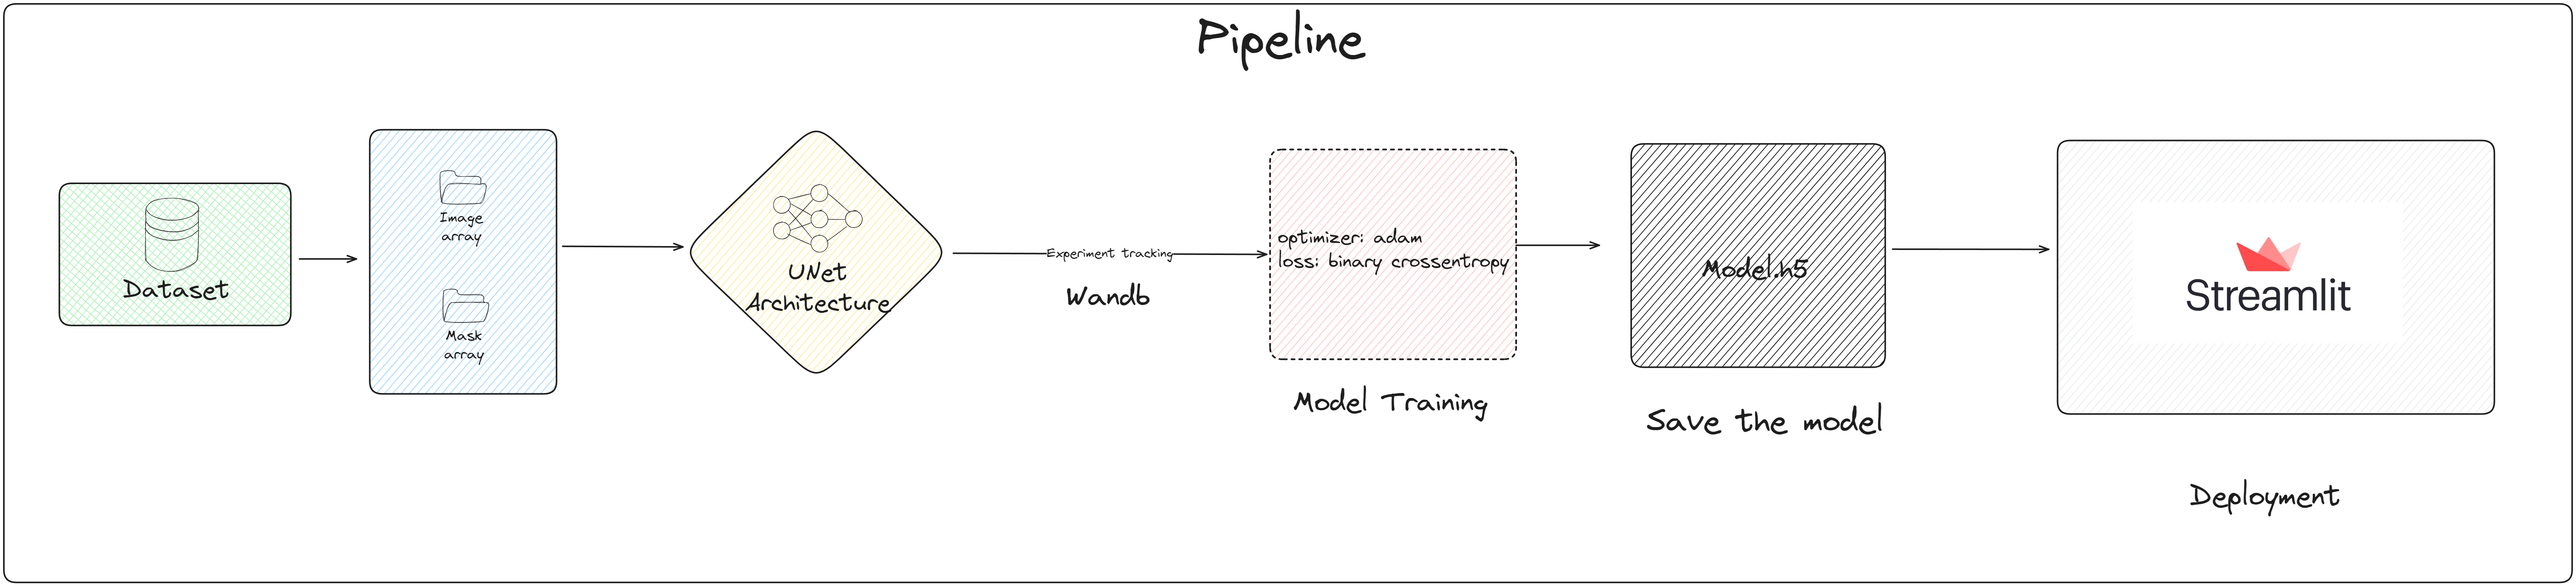 Pipeline
Dataset
Image
array
Mask
array
UNet
Architecture
Experiment tracking
Wandb
optimizer: adam
loss: binary crossentropy
Model Training
Model.h5
Save the model
Streamlit
Deployment